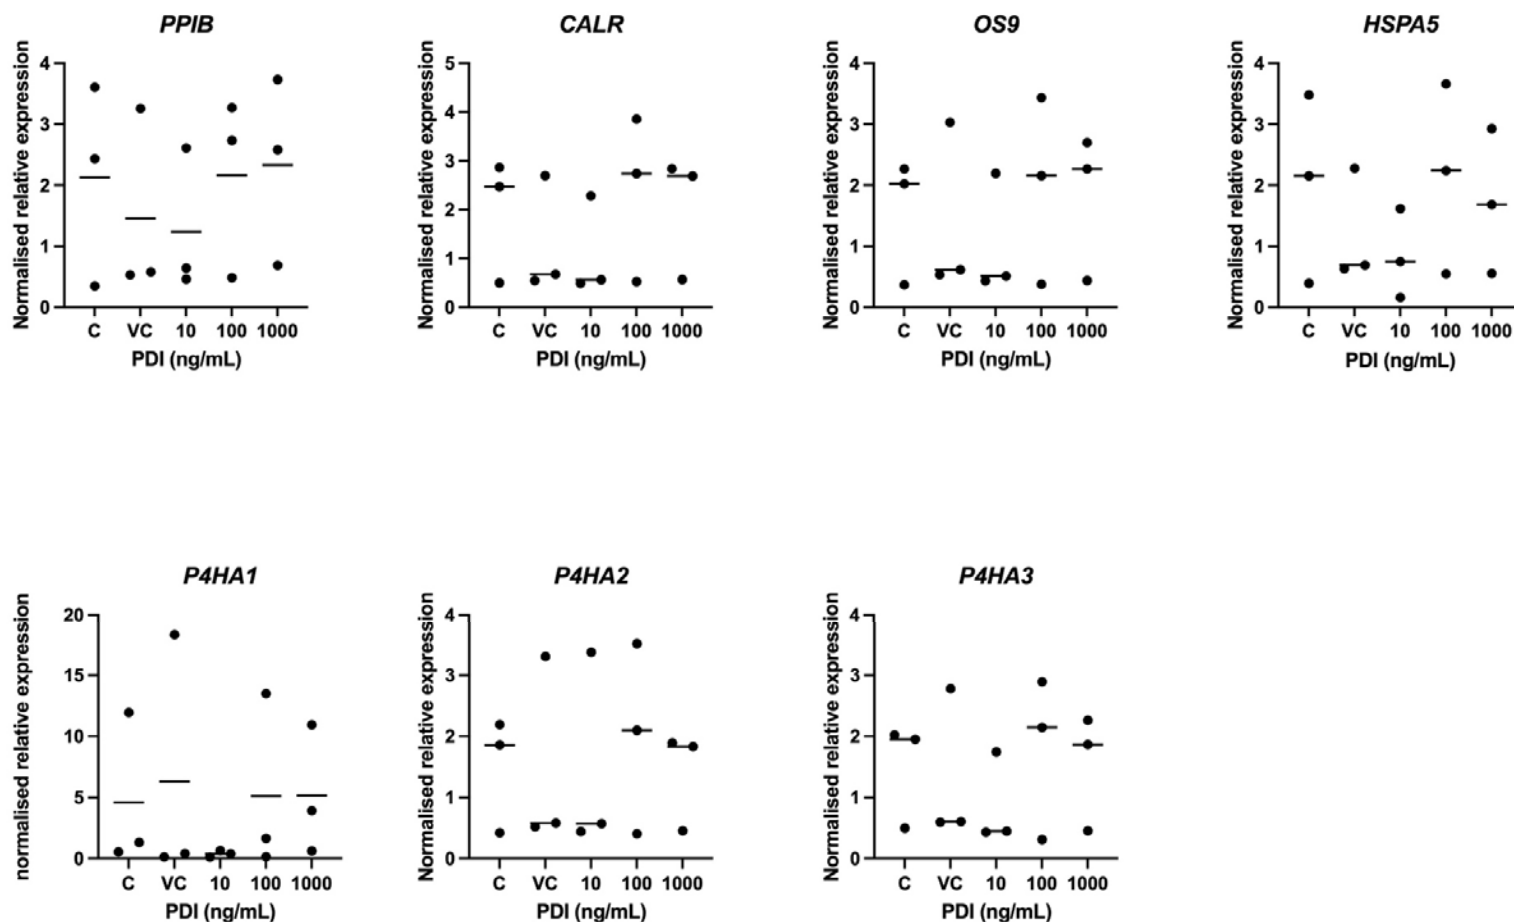 PPIB
Normalised relative expression
4
3
2
1
0
C VC 10 100 1000
PDI (ng/mL)
CALR
Normalised relative expression
5
4
3
2
1
0
C VC 10 100 1000
PDI (ng/mL)
OS9
Normalised relative expression
4
3
2
1
0
C VC 10 100 1000
PDI (ng/mL)
HSPA5
Normalised relative expression
4
3
2
1
0
C VC 10 100 1000
PDI (ng/mL)
P4HA1
normalised relative expression
20
15
10
5
0
C VC 10 100 1000
PDI (ng/mL)
P4HA2
Normalised relative expression
4
3
2
1
0
C VC 10 100 1000
PDI (ng/mL)
P4HA3
Normalised relative expression
4
3
2
1
0
C VC 10 100 1000
PDI (ng/mL)